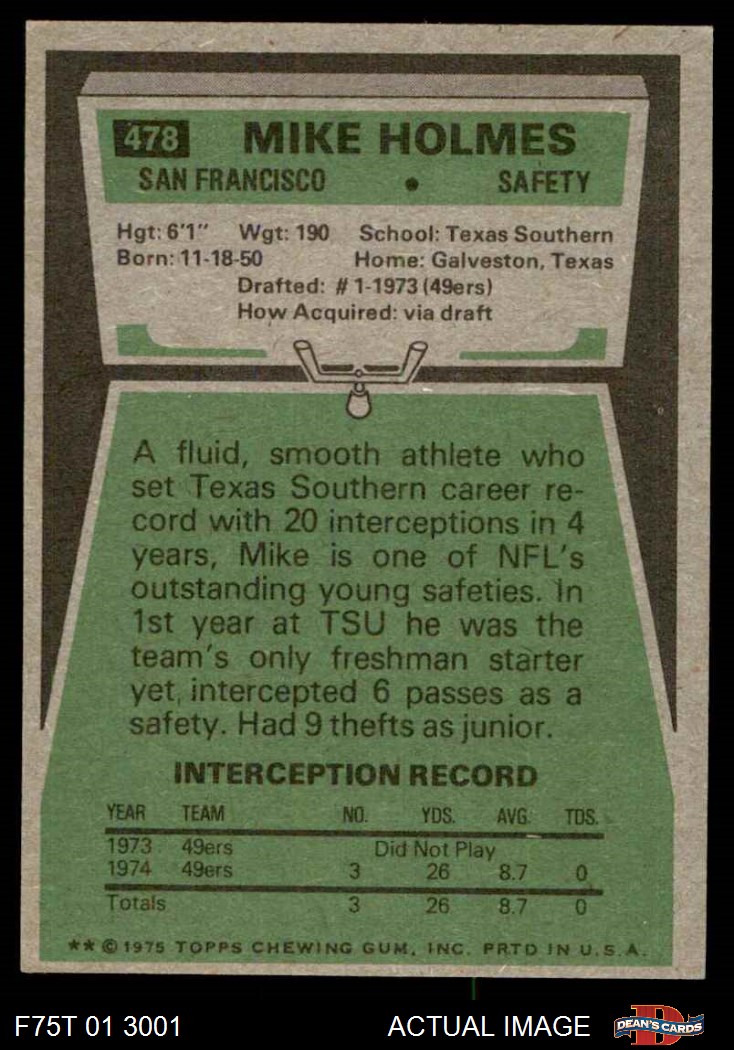 478 MIKE HOLMES
SAN FRANCISCO • SAFETY
Hgt: 6'1" Wgt: 190 School: Texas Southern
Born: 11-18-50 Home: Galveston, Texas
Drafted: #1-1973 (49ers)
How Acquired: via draft
A fluid, smooth athlete who
set Texas Southern career re-
cord with 20 interceptions in 4
years, Mike is one of NFL's
outstanding young safeties. In
1st year at TSU he was the
team's only freshman starter
yet, intercepted 6 passes as a
safety. Had 9 thefts as junior.
INTERCEPTION RECORD
YEAR TEAM NO. YDS. AVG. TDS.
1973 49ers Did Not Play
1974 49ers 3 26 8.7 0
Totals 3 26 8.7 0
** © 1975 TOPPS CHEWING GUM, INC. PRTD IN U.S.A.
F75T 01 3001 ACTUAL IMAGE D DEAN'S CARDS